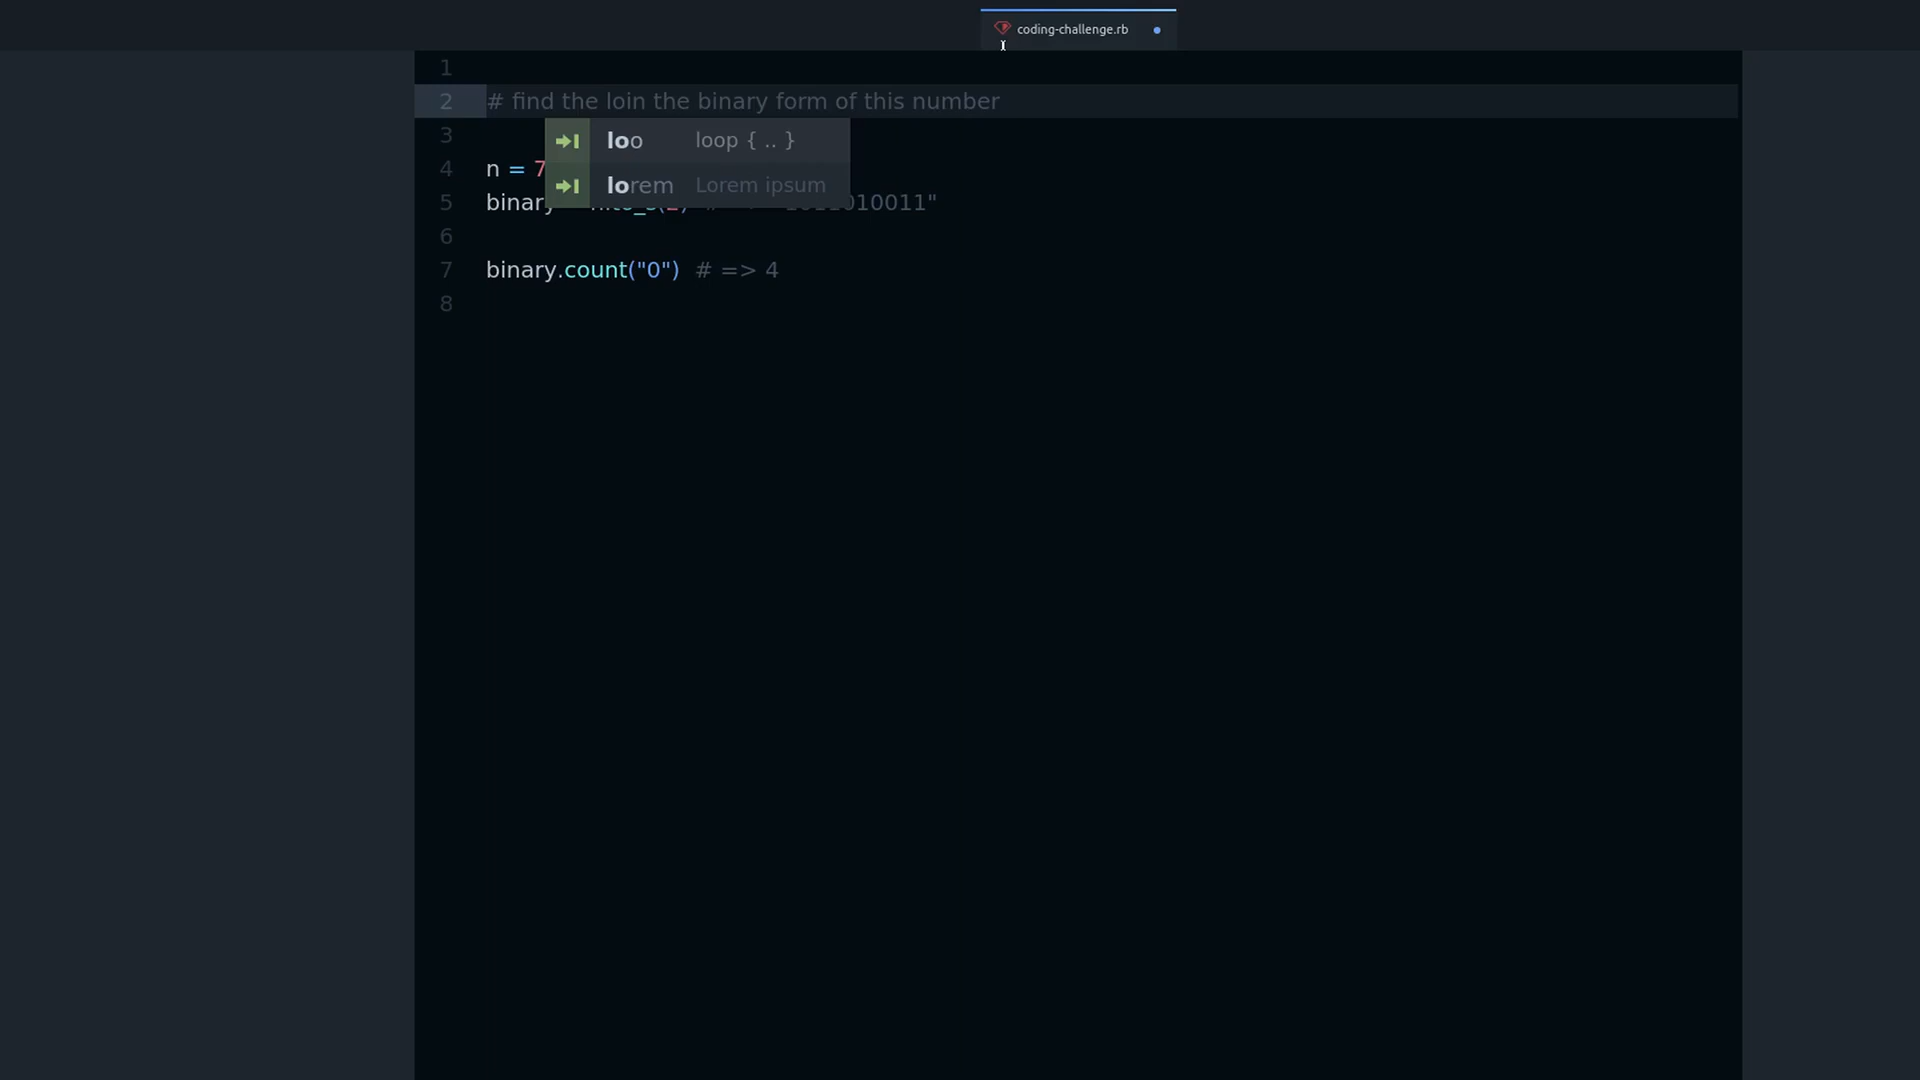 coding-challenge.rb
1
2 # find the loin the binary form of this number
3
loo loop { .. }
4 n = 7
lorem Lorem ipsum
5 binary 010011"
6
7 binary.count("0") # => 4
8